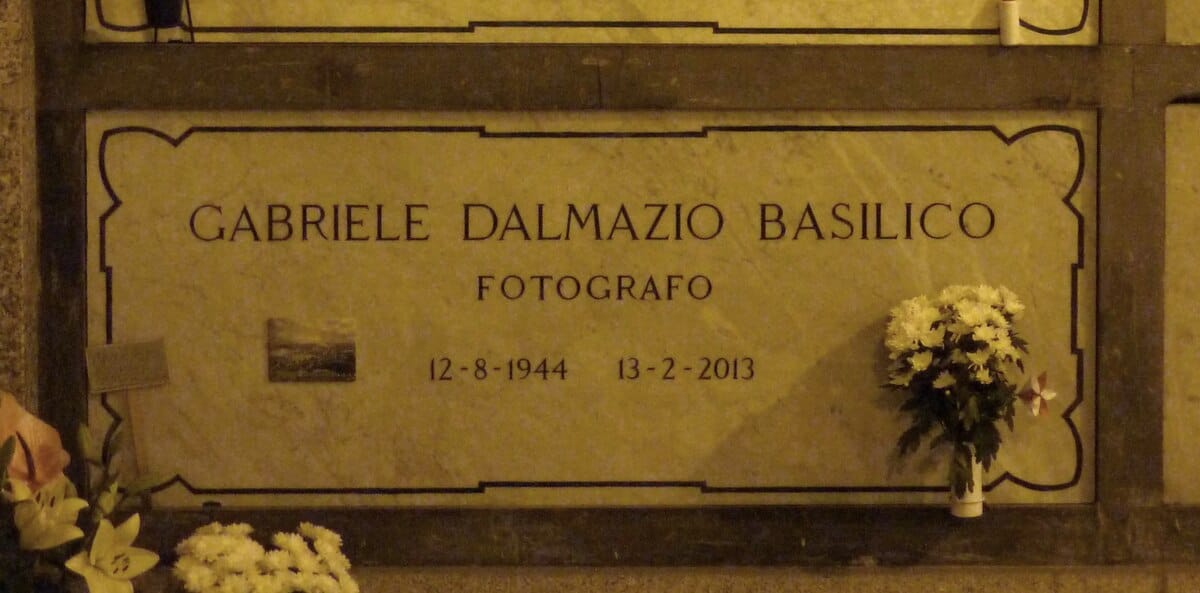 GABRIELE DALMAZIO BASILICO
FOTOGRAFO
12-8-1944 13-2-2013